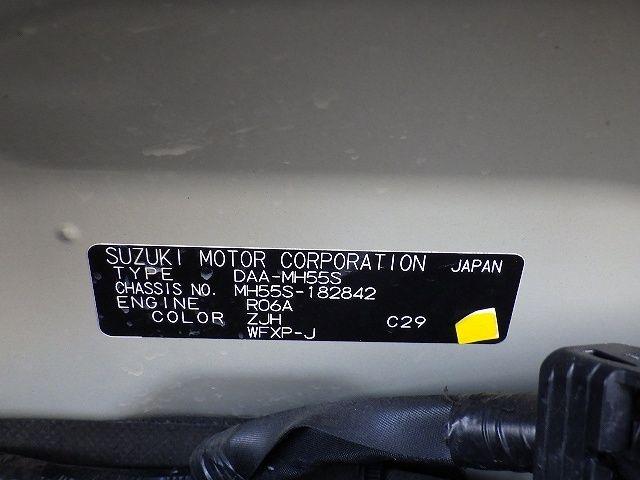 SUZUKI MOTOR CORPORATION JAPAN
TYPE DAA-MH55S
CHASSIS NO. MH55S-182842
ENGINE R06A
COLOR ZJH C29
WFXP-J